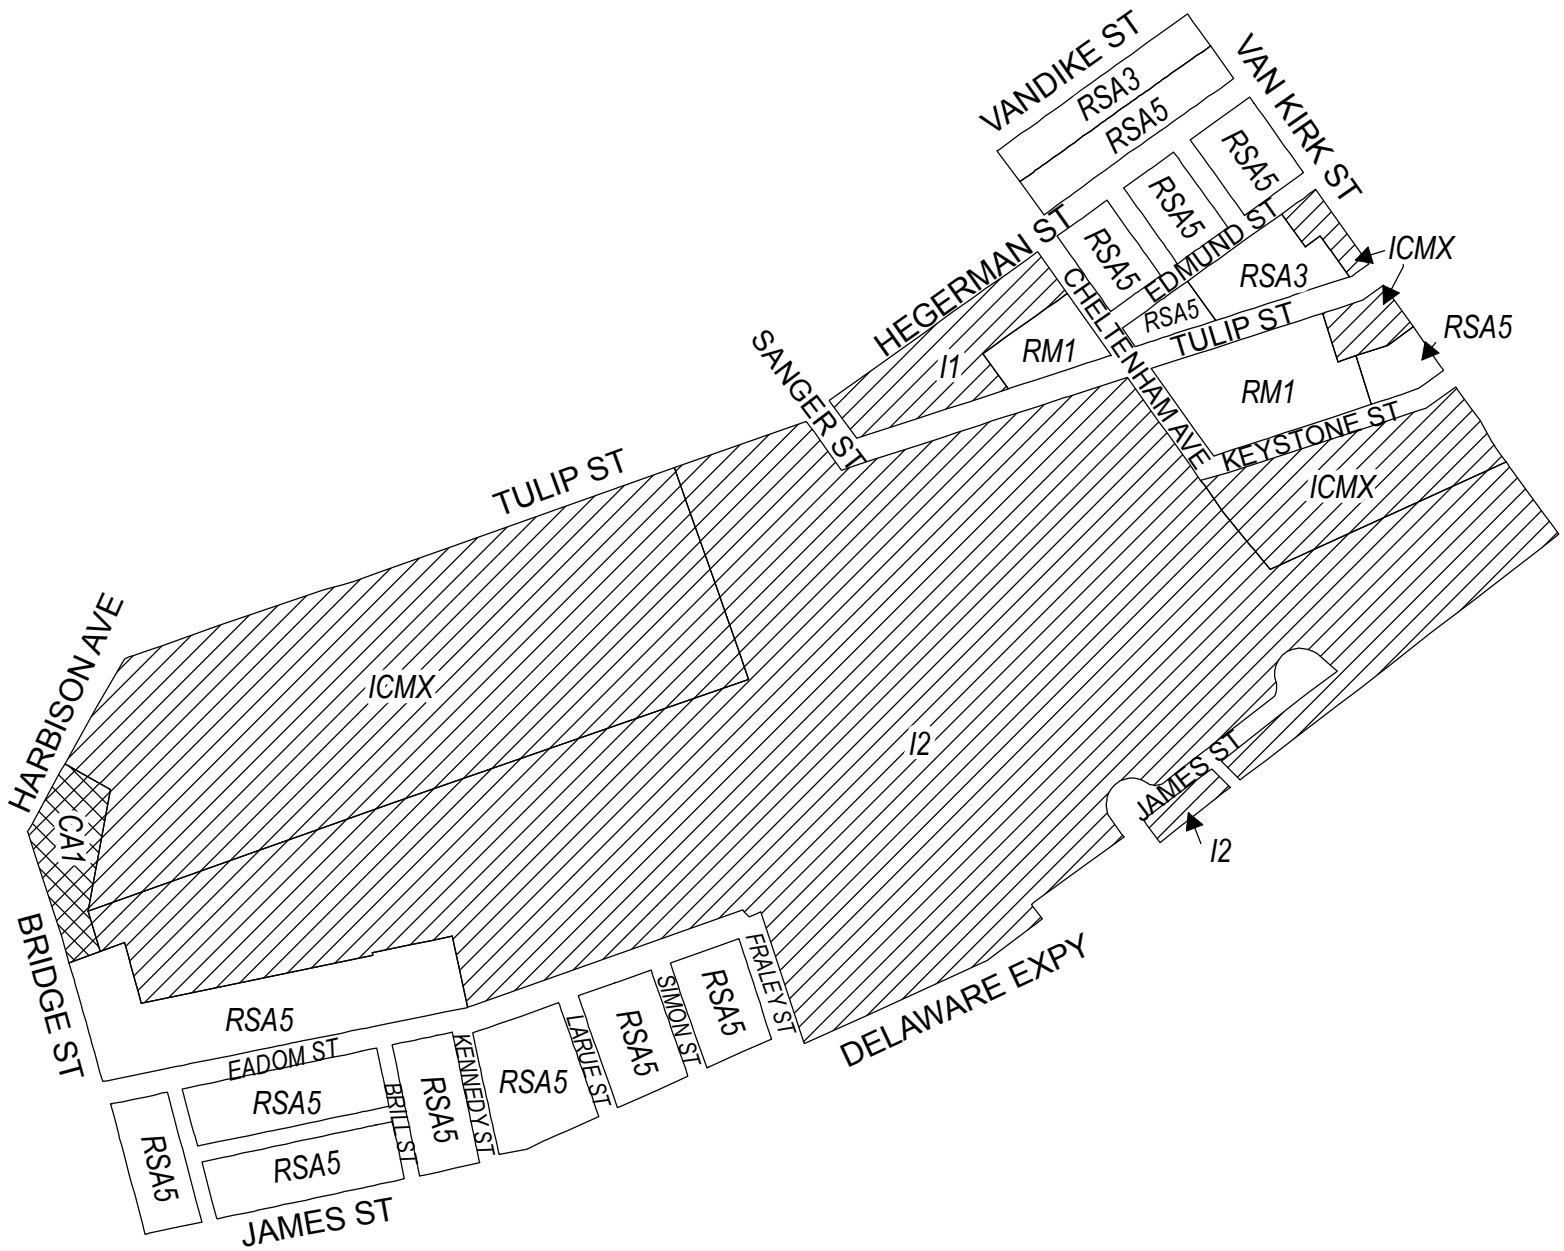 VANDIKE ST
VAN KIRK ST
RSA3
RSA5
RSA5
RSA5
RSA5
HEGERMAN ST
EDMUND ST
ICMX
RSA3
CHELTENHAM AVE
RSA5
TULIP ST
RSA5
SANGER ST
I1
RM1
RM1
KEYSTONE ST
ICMX
TULIP ST
HARBISON AVE
ICMX
I2
CA1
JAMES ST
I2
BRIDGE ST
DELAWARE EXPY
FRALEY ST
RSA5
SIMON ST
RSA5
LARUE ST
RSA5
KENNEDY ST
RSA5
BRILL ST
RSA5
EADOM ST
RSA5
RSA5
RSA5
JAMES ST